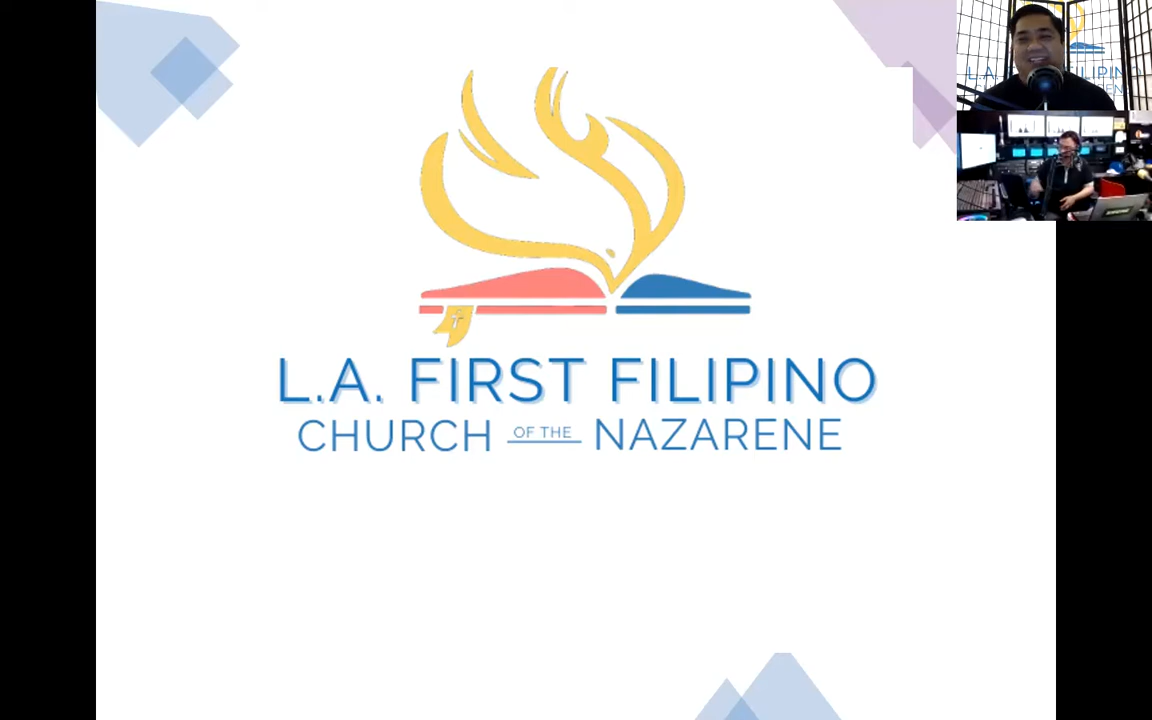 L.A. FIRST FILIPINO
CHURCH OF THE NAZARENE